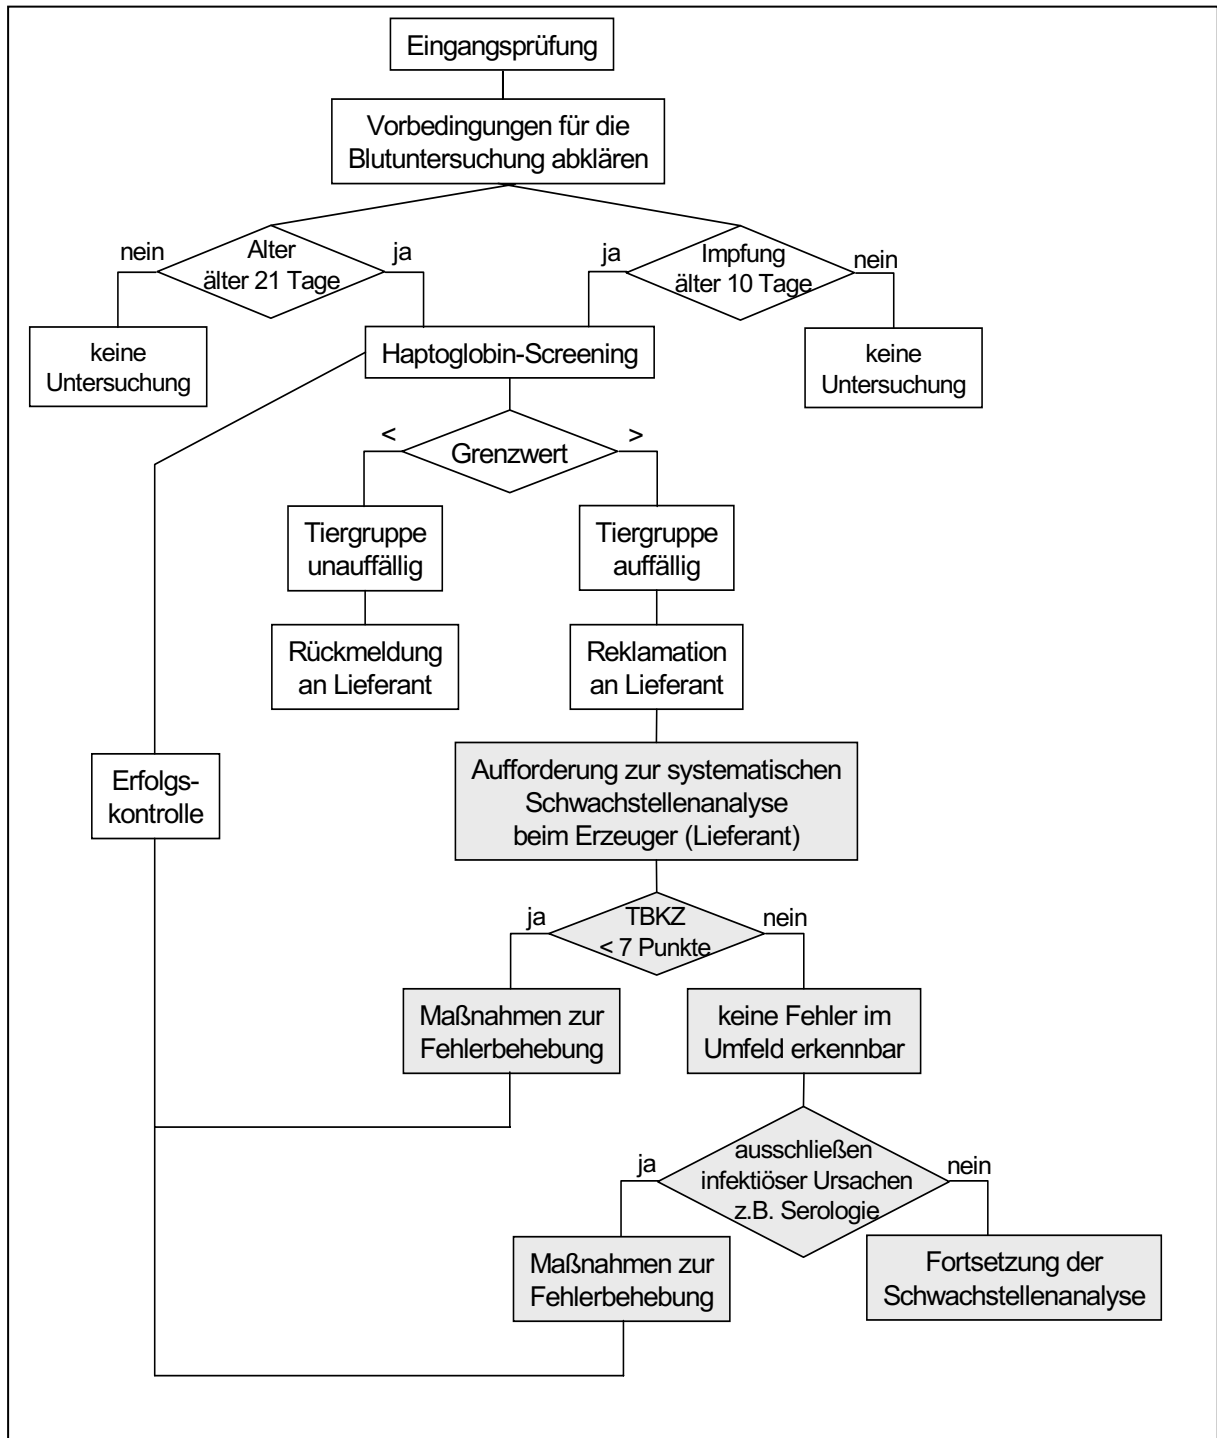 Eingangsprüfung
Vorbedingungen für die
Blutuntersuchung abklären
nein
Alter
älter 21 Tage
ja
ja
Impfung
älter 10 Tage
nein
keine
Untersuchung
Haptoglobin-Screening
keine
Untersuchung
<
Grenzwert
>
Tiergruppe
unauffällig
Tiergruppe
auffällig
Rückmeldung
an Lieferant
Reklamation
an Lieferant
Erfolgs-
kontrolle
Aufforderung zur systematischen
Schwachstellenanalyse
beim Erzeuger (Lieferant)
ja
TBKZ
< 7 Punkte
nein
Maßnahmen zur
Fehlerbehebung
keine Fehler im
Umfeld erkennbar
ja
ausschließen
infektiöser Ursachen
z.B. Serologie
nein
Maßnahmen zur
Fehlerbehebung
Fortsetzung der
Schwachstellenanalyse